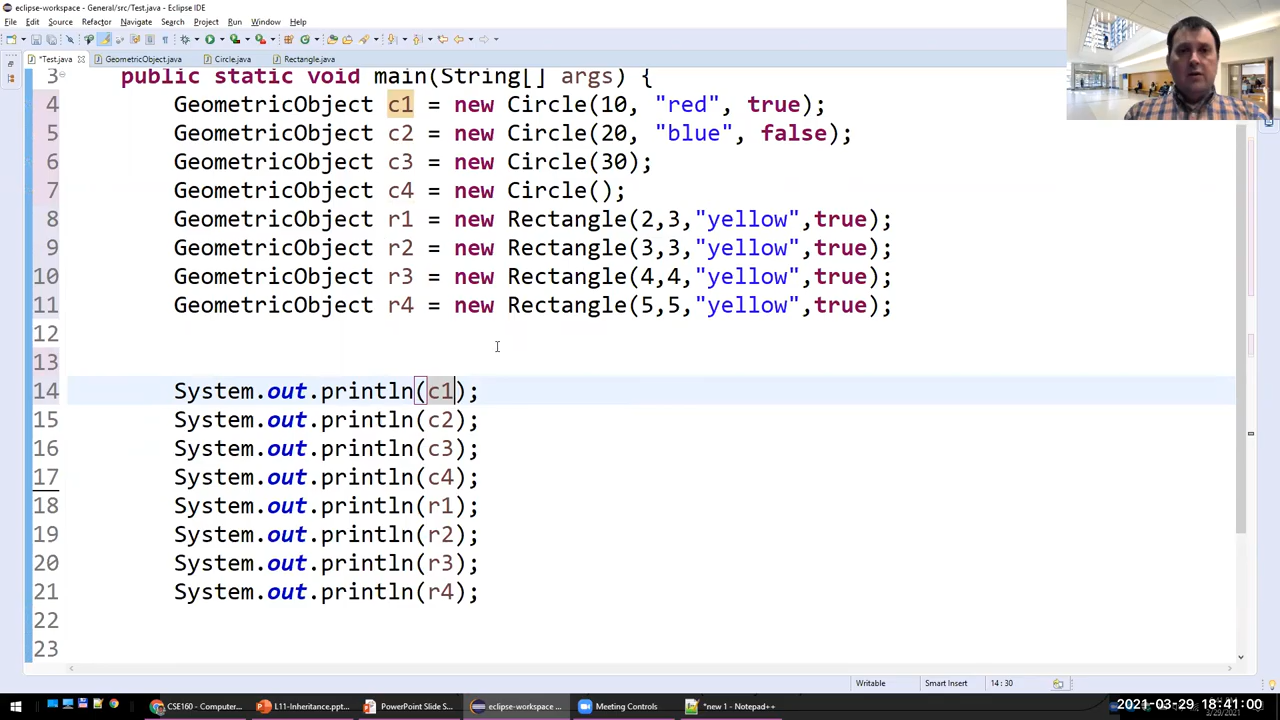 eclipse-workspace - General/src/Test.java - Eclipse IDE
File Edit Source Refactor Navigate Search Project Run Window Help
*Test.java GeometricObject.java Circle.java Rectangle.java
3 public static void main(String[] args) {
4 GeometricObject c1 = new Circle(10, "red", true);
5 GeometricObject c2 = new Circle(20, "blue", false);
6 GeometricObject c3 = new Circle(30);
7 GeometricObject c4 = new Circle();
8 GeometricObject r1 = new Rectangle(2,3,"yellow",true);
9 GeometricObject r2 = new Rectangle(3,3,"yellow",true);
10 GeometricObject r3 = new Rectangle(4,4,"yellow",true);
11 GeometricObject r4 = new Rectangle(5,5,"yellow",true);
12
13
14 System.out.println(c1);
15 System.out.println(c2);
16 System.out.println(c3);
17 System.out.println(c4);
18 System.out.println(r1);
19 System.out.println(r2);
20 System.out.println(r3);
21 System.out.println(r4);
22
23
Writable Smart Insert 14 : 30
CSE160 - Computer... L11-Inheritance.pp... PowerPoint Slide S... eclipse-workspace ... Meeting Controls *new 1 - Notepad++ 2021-03-29 18:41:00